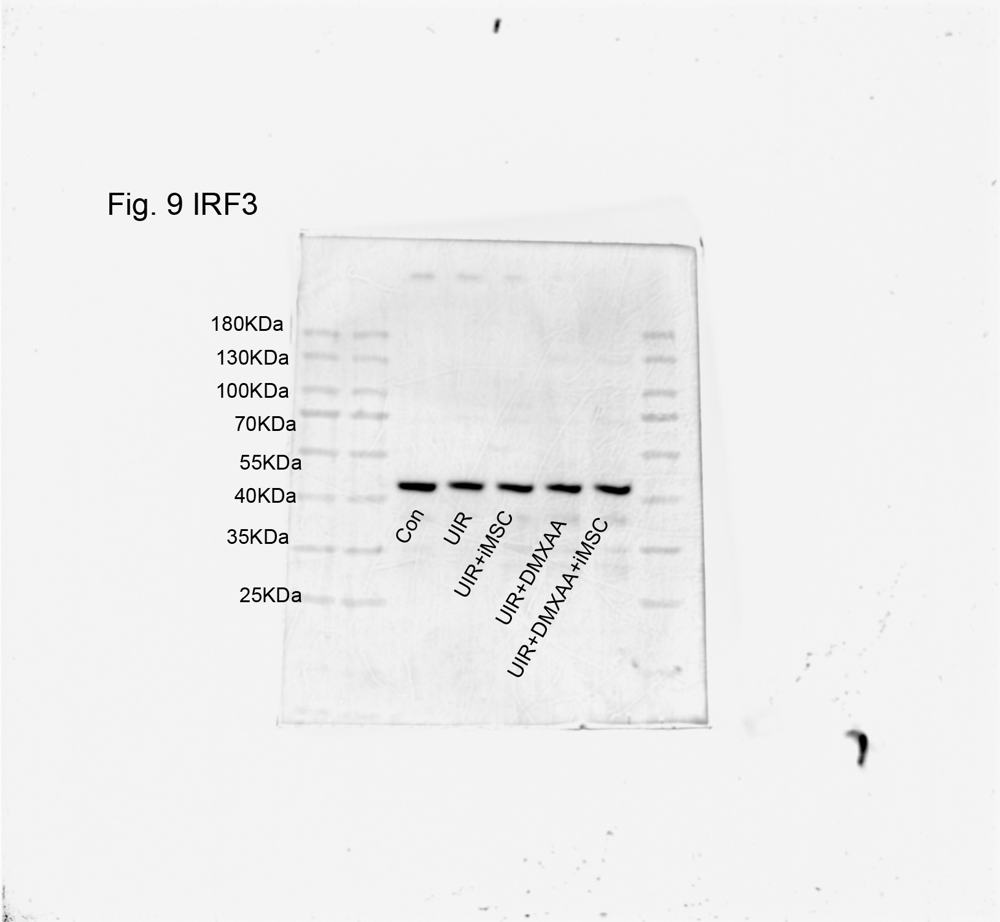 Fig. 9 IRF3
180KDa
130KDa
100KDa
70KDa
55KDa
40KDa
35KDa
25KDa
Con
UIR
UIR+iMSC
UIR+DMXAA
UIR+DMXAA+iMSC